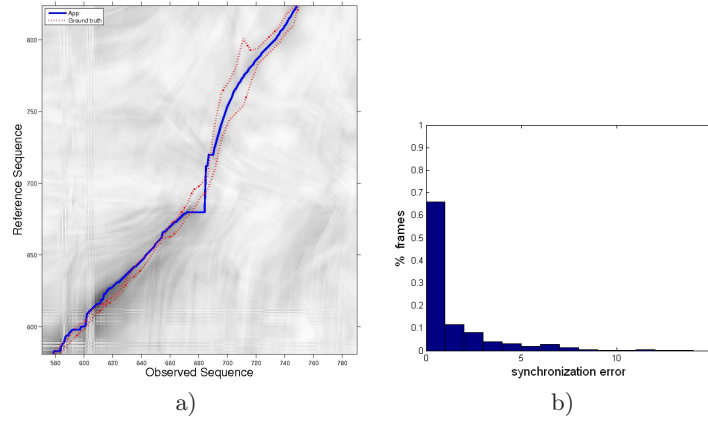 App
Ground truth
Reference Sequence
800
750
700
650
600
580 600 620 640 660 680 700 720 740 760 780
Observed Sequence
a)
% frames
1
0.9
0.8
0.7
0.6
0.5
0.4
0.3
0.2
0.1
0
0 5 10
synchronization error
b)